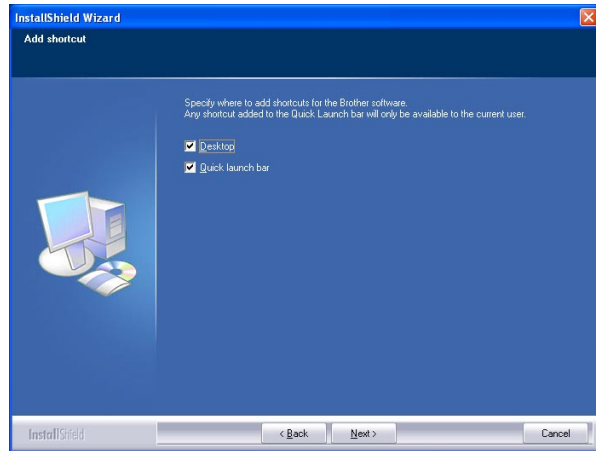 InstallShield Wizard
Add shortcut
Specify where to add shortcuts for the Brother software.
Any shortcut added to the Quick Launch bar will only be available to the current user.
Desktop
Quick launch bar
InstallShield
< Back
Next >
Cancel